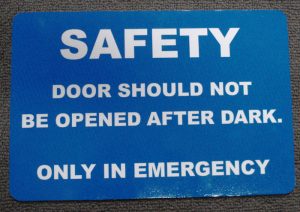 SAFETY
DOOR SHOULD NOT
BE OPENED AFTER DARK.
ONLY IN EMERGENCY